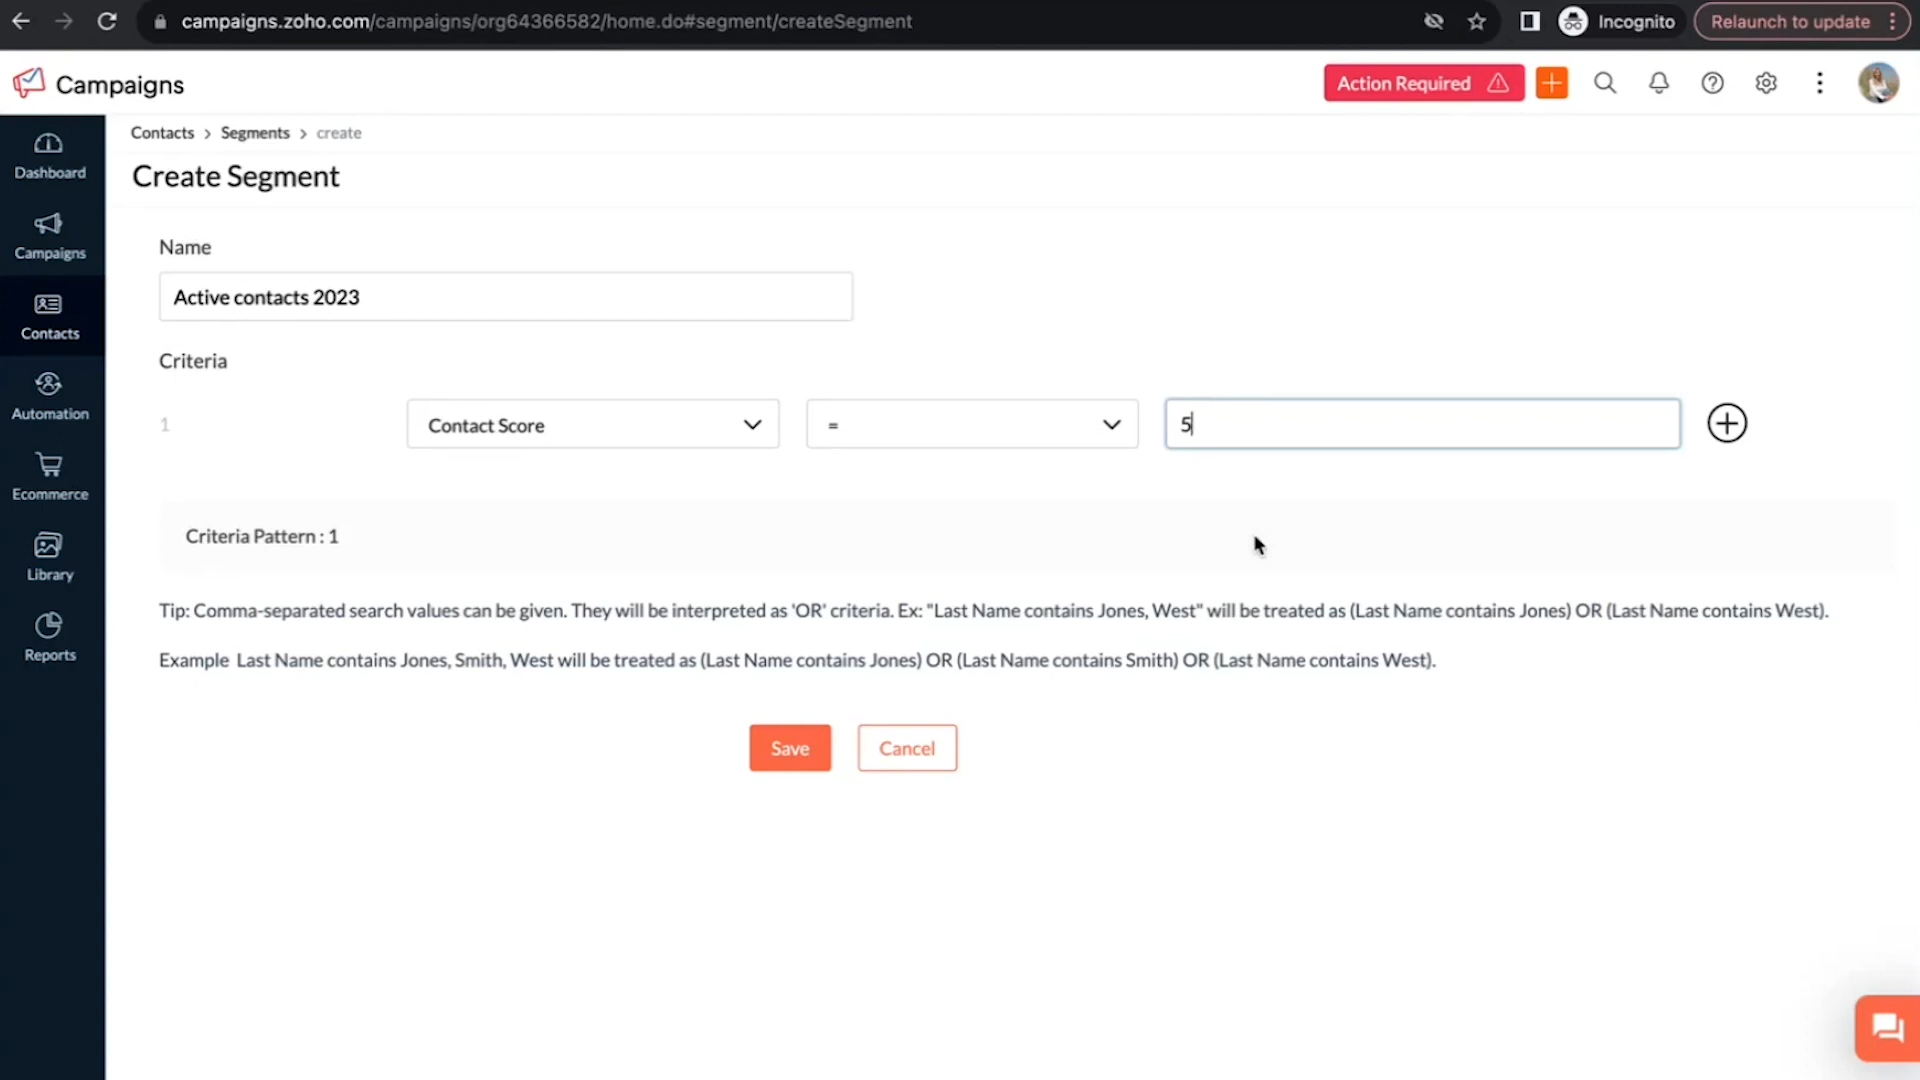 campaigns.zoho.com/campaigns/org64366582/home.do#segment/createSegment
Incognito
Relaunch to update
Campaigns
Action Required
Contacts > Segments > create
Create Segment
Dashboard
Campaigns
Contacts
Automation
Ecommerce
Library
Reports
Name
Active contacts 2023
Criteria
1 Contact Score = 5
Criteria Pattern : 1
Tip: Comma-separated search values can be given. They will be interpreted as 'OR' criteria. Ex: "Last Name contains Jones, West" will be treated as (Last Name contains Jones) OR (Last Name contains West).
Example Last Name contains Jones, Smith, West will be treated as (Last Name contains Jones) OR (Last Name contains Smith) OR (Last Name contains West).
Save
Cancel